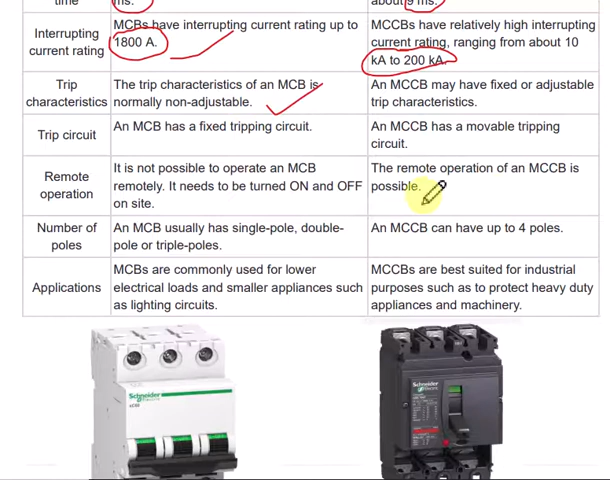 time
ms.
about 9 ms.
Interrupting
current rating
MCBs have interrupting current rating up to
1800 A.
MCCBs have relatively high interrupting
current rating, ranging from about 10
kA to 200 kA.
Trip
characteristics
The trip characteristics of an MCB is
normally non-adjustable.
An MCCB may have fixed or adjustable
trip characteristics.
Trip circuit
An MCB has a fixed tripping circuit.
An MCCB has a movable tripping
circuit.
Remote
operation
It is not possible to operate an MCB
remotely. It needs to be turned ON and OFF
on site.
The remote operation of an MCCB is
possible.
Number of
poles
An MCB usually has single-pole, double-
pole or triple-poles.
An MCCB can have up to 4 poles.
Applications
MCBs are commonly used for lower
electrical loads and smaller appliances such
as lighting circuits.
MCCBs are best suited for industrial
purposes such as to protect heavy duty
appliances and machinery.
Schneider
Schneider